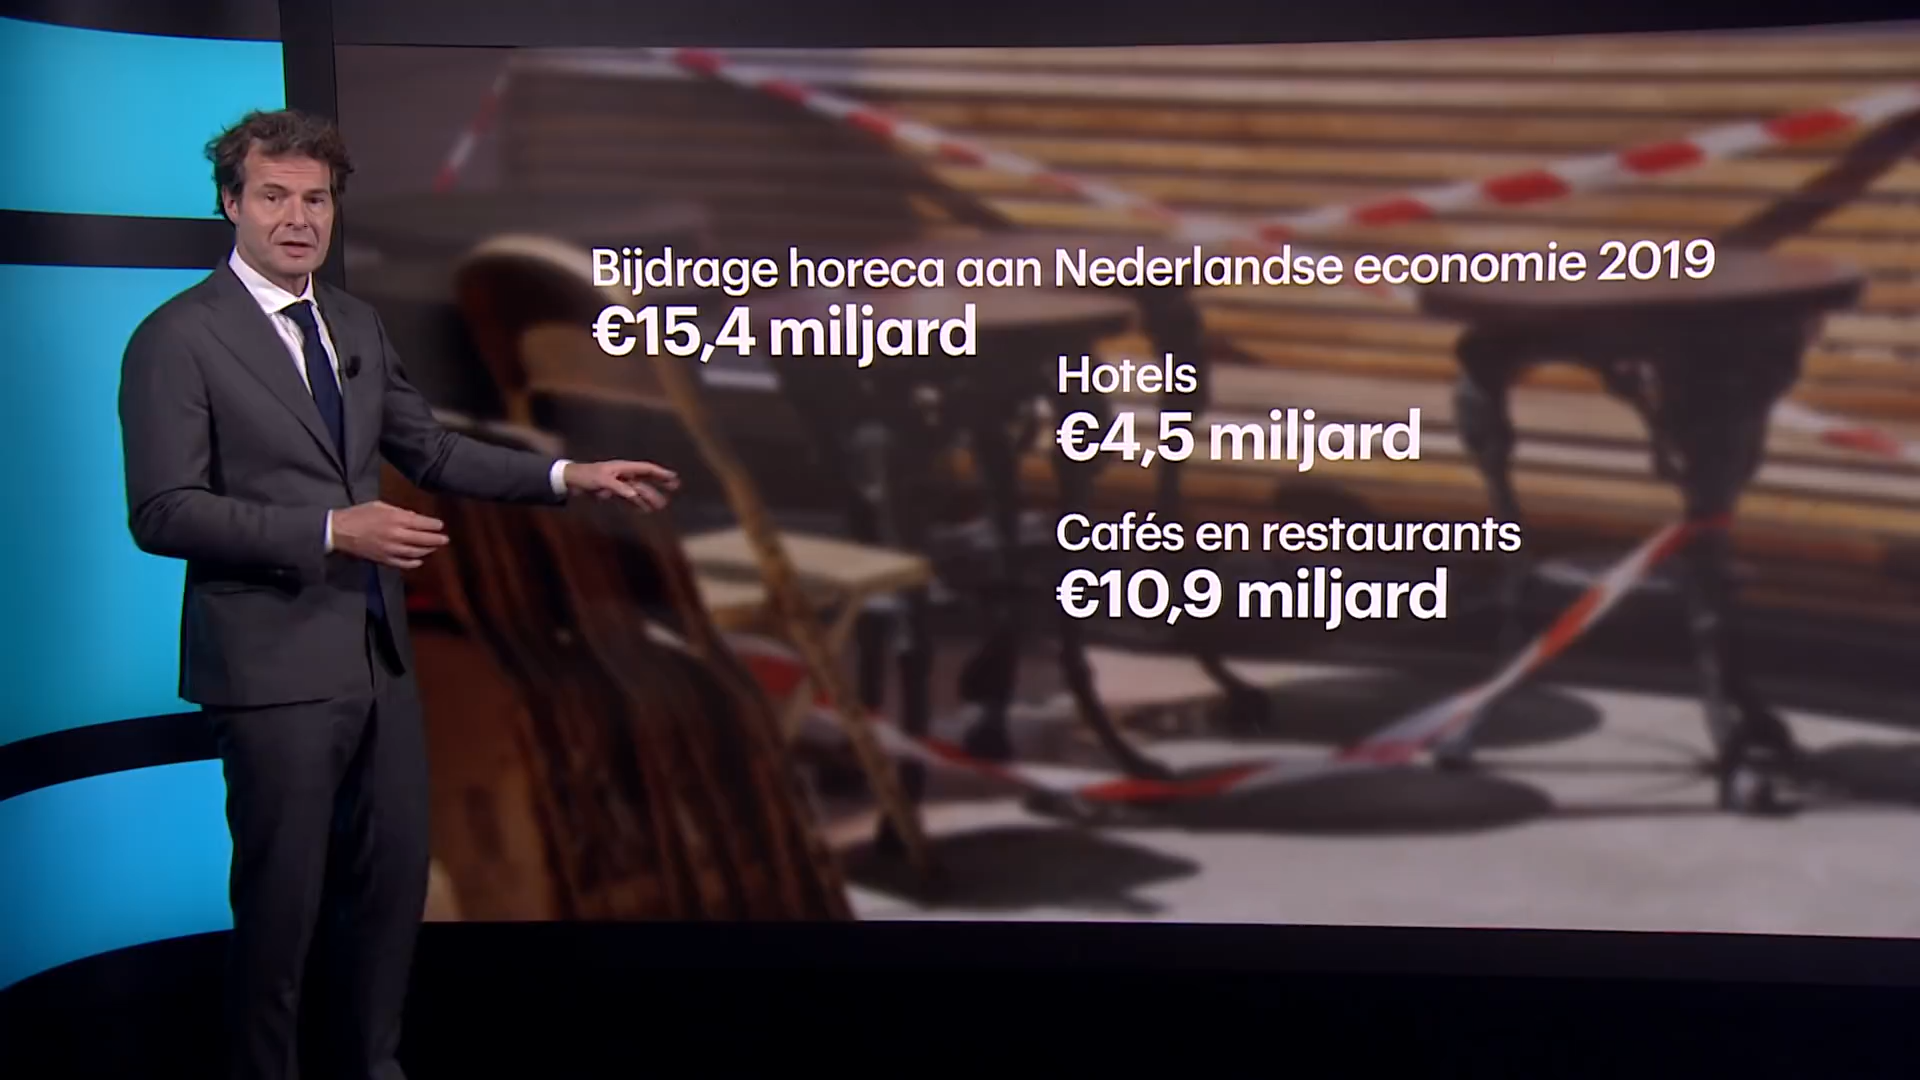 Bijdrage horeca aan Nederlandse economie 2019
€15,4 miljard
Hotels
€4,5 miljard
Cafés en restaurants
€10,9 miljard